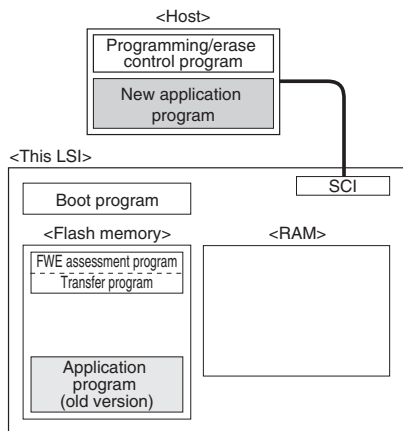 <Host>
Programming/erase
control program
New application
program
<This LSI>
SCI
Boot program
<Flash memory>
<RAM>
FWE assessment program
Transfer program
Application
program
(old version)